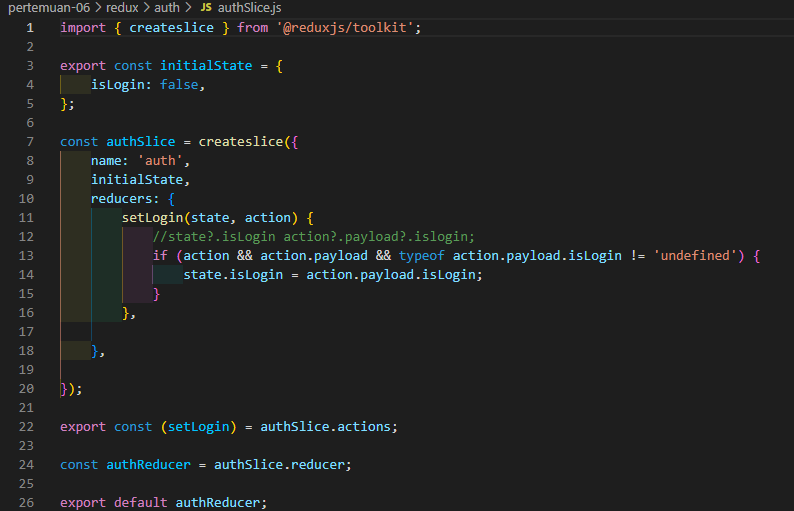 pertemuan-06 > redux > auth > JS authSlice.js
1 import { createslice } from '@reduxjs/toolkit';
2
3 export const initialState = {
4     isLogin: false,
5 };
6
7 const authSlice = createslice({
8     name: 'auth',
9     initialState,
10     reducers: {
11         setLogin(state, action) {
12             //state?.isLogin action?.payload?.islogin;
13             if (action && action.payload && typeof action.payload.isLogin != 'undefined') {
14                 state.isLogin = action.payload.isLogin;
15             }
16         },
17
18     },
19
20 });
21
22 export const (setLogin) = authSlice.actions;
23
24 const authReducer = authSlice.reducer;
25
26 export default authReducer;